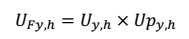 U_{Fy,h} = U_{y,h} × Up_{y,h}